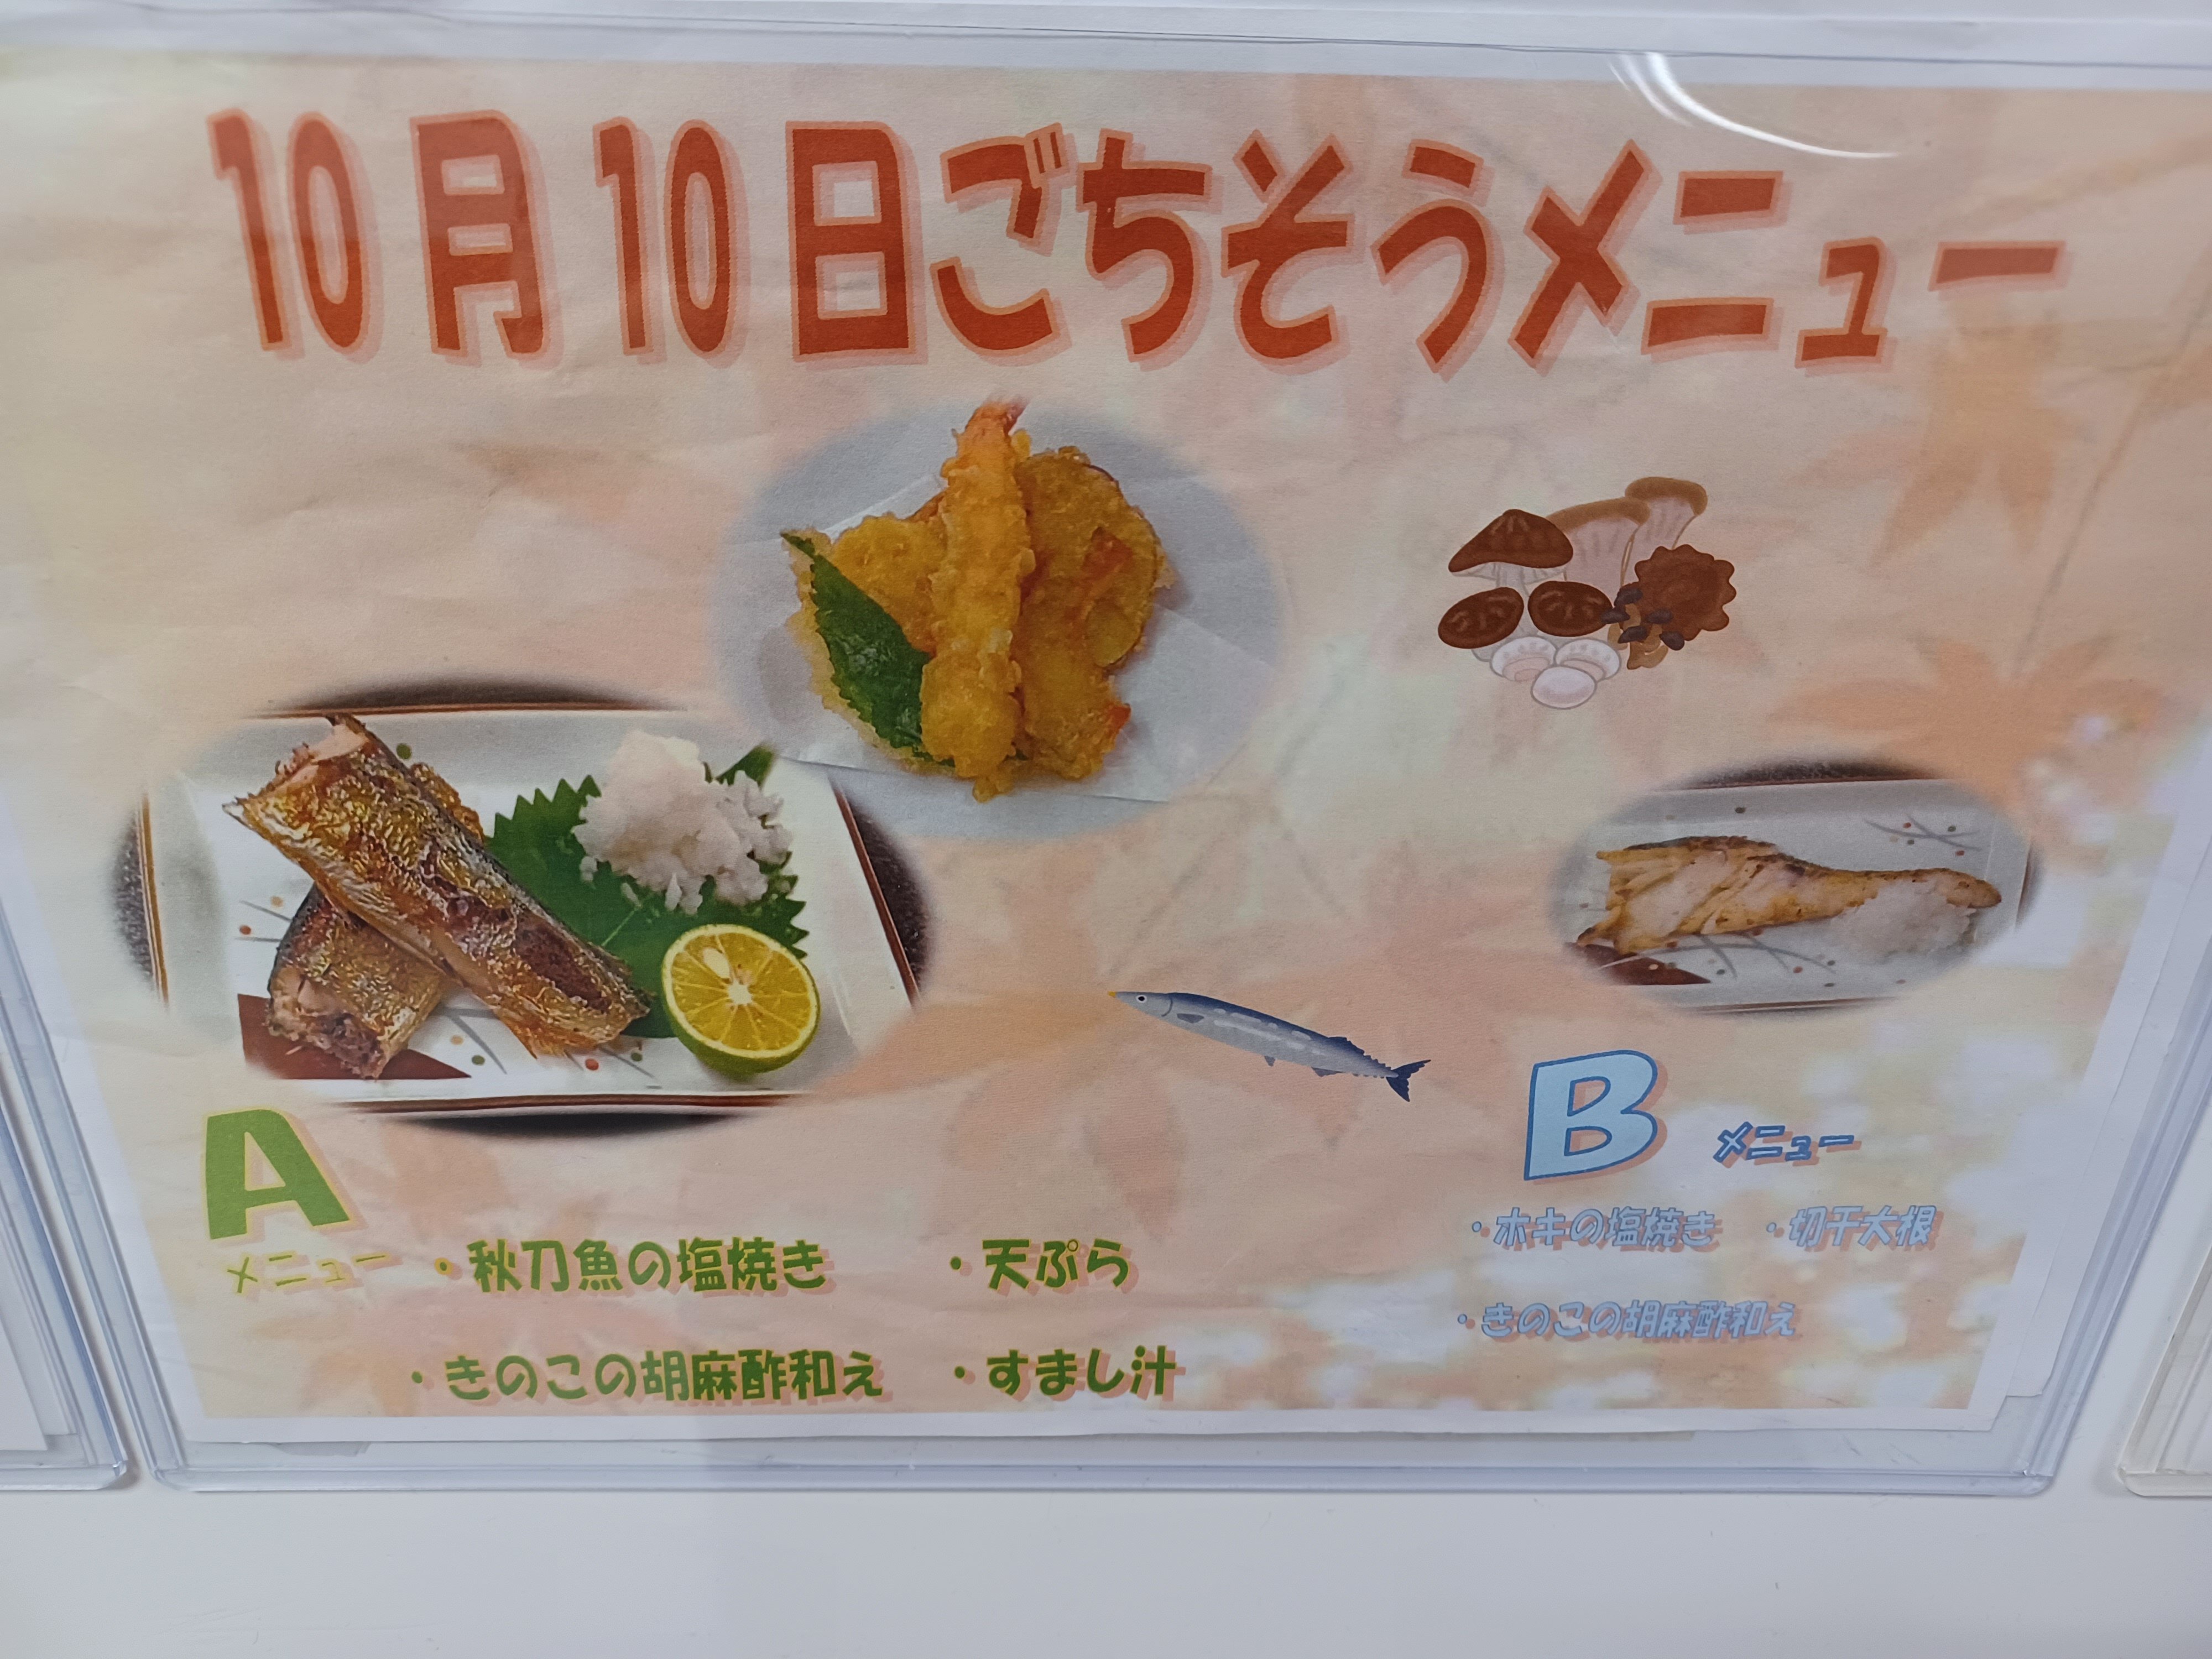 10月10日ごちそうメニュー
A
メニュー ・秋刀魚の塩焼き ・天ぷら
・きのこの胡麻酢和え ・すまし汁
B メニュー
・ホキの塩焼き ・切干大根
・きのこの胡麻酢和え